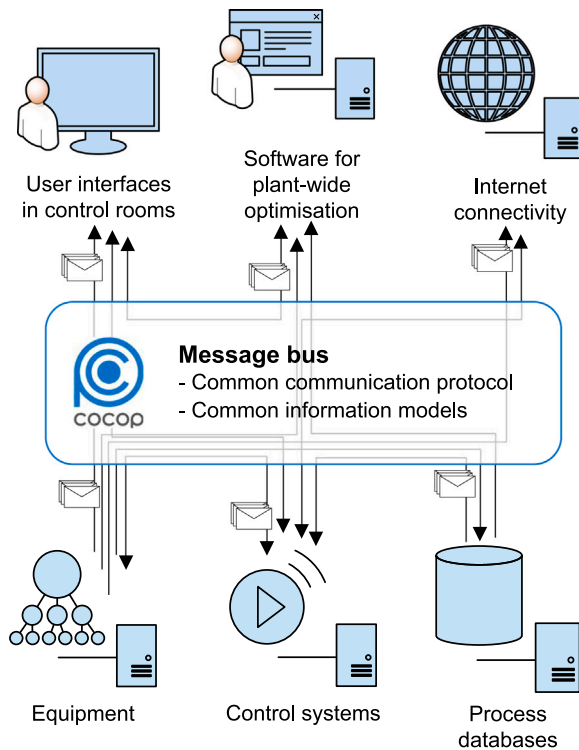 User interfaces
in control rooms
Software for
plant-wide
optimisation
Internet
connectivity
Message bus
- Common communication protocol
- Common information models
cocop
Equipment
Control systems
Process
databases